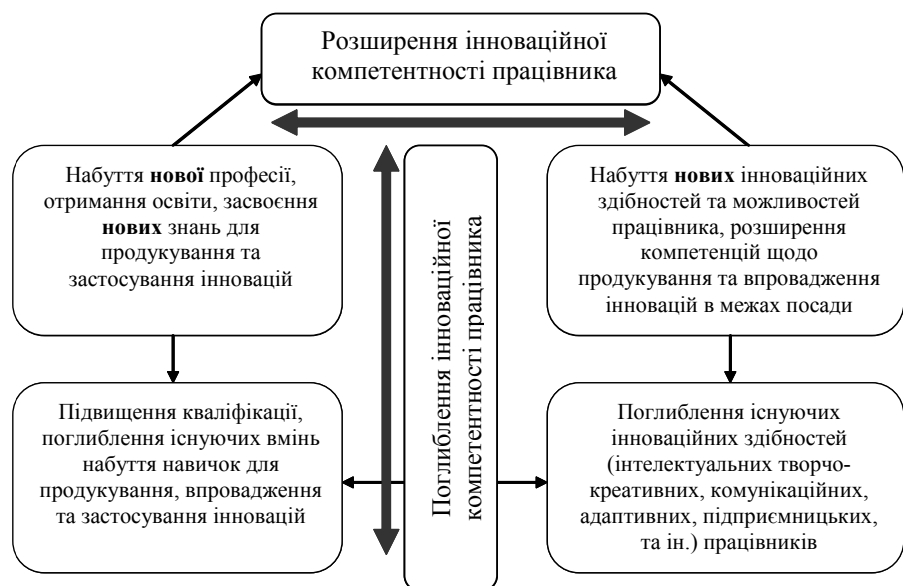 Розширення інноваційної
компетентності працівника
Набуття нової професії,
отримання освіти, засвоєння
нових знань для
продукування та
застосування інновацій
Поглиблення інноваційної
компетентності працівника
Набуття нових інноваційних
здібностей та можливостей
працівника, розширення
компетенцій щодо
продукування та впровадження
інновацій в межах посади
Підвищення кваліфікації,
поглиблення існуючих вмінь
набуття навичок для
продукування, впровадження
та застосування інновацій
Поглиблення існуючих
інноваційних здібностей
(інтелектуальних творчо-
креативних, комунікаційних,
адаптивних, підприємницьких,
та ін.) працівників